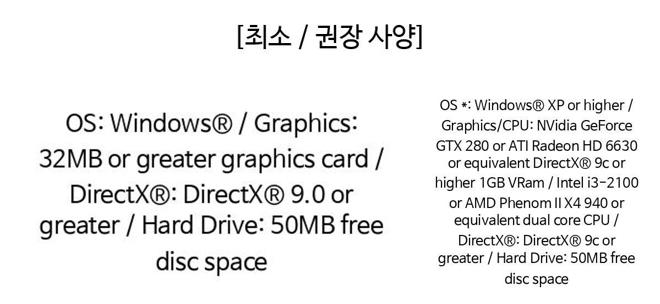 [최소 / 권장 사양]
OS: Windows® / Graphics:
32MB or greater graphics card /
DirectX®: DirectX® 9.0 or
greater / Hard Drive: 50MB free
disc space
OS *: Windows® XP or higher /
Graphics/CPU: NVidia GeForce
GTX 280 or ATI Radeon HD 6630
or equivalent DirectX® 9c or
higher 1GB VRam / Intel i3-2100
or AMD Phenom II X4 940 or
equivalent dual core CPU /
DirectX®: DirectX® 9c or
greater / Hard Drive: 50MB free
disc space